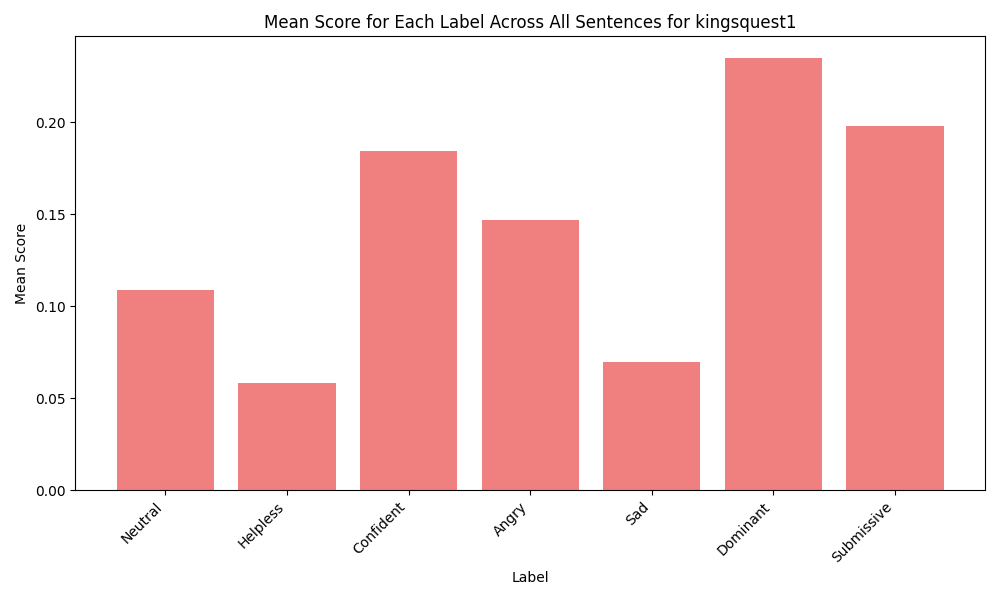 Mean Score for Each Label Across All Sentences for kingsquest1
Mean Score
0.20
0.15
0.10
0.05
0.00
Neutral
Helpless
Confident
Angry
Sad
Dominant
Submissive
Label